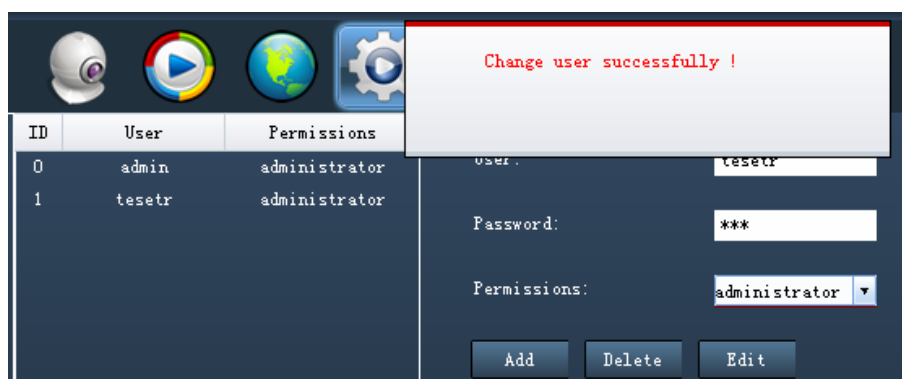 Change user successfully !
ID User Permissions
0 admin administrator
1 tesetr administrator
User: tesetr
Password: ***
Permissions: administrator
Add Delete Edit